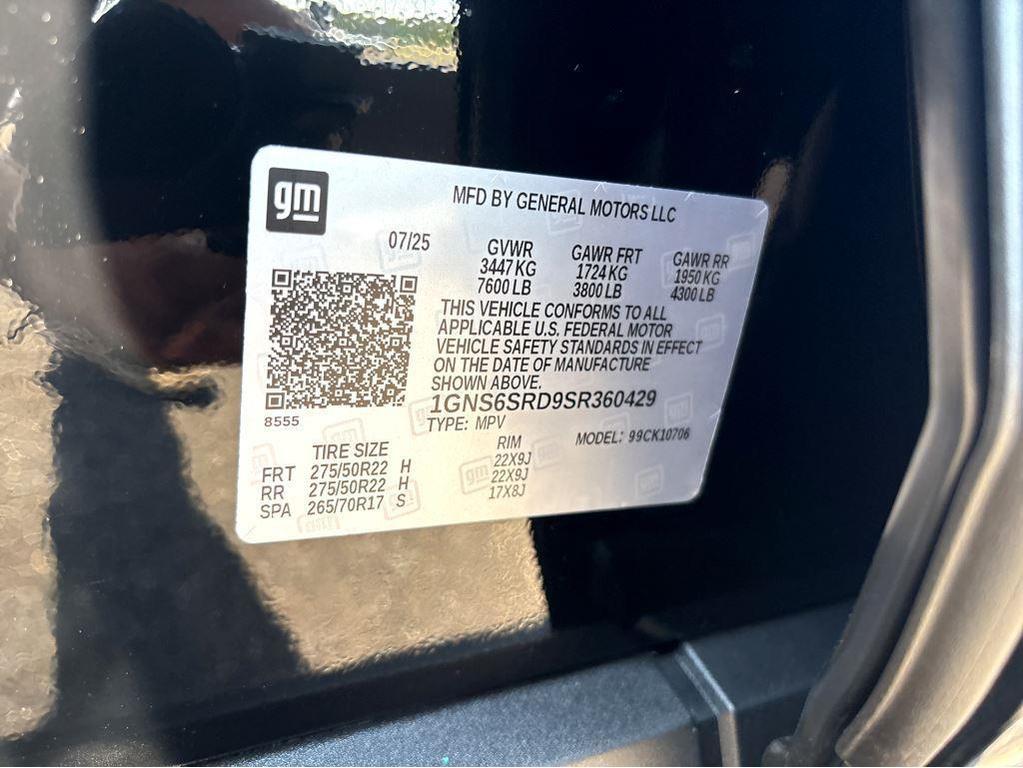 gm
MFD BY GENERAL MOTORS LLC
07/25
GVWR GAWR FRT GAWR RR
3447 KG 1724 KG 1950 KG
7600 LB 3800 LB 4300 LB
THIS VEHICLE CONFORMS TO ALL
APPLICABLE U.S. FEDERAL MOTOR
VEHICLE SAFETY STANDARDS IN EFFECT
ON THE DATE OF MANUFACTURE
SHOWN ABOVE.
1GNS6SRD9SR360429
8555
TYPE: MPV MODEL: 99CK10706
TIRE SIZE RIM
FRT 275/50R22 H 22X9J
RR 275/50R22 H 22X9J
SPA 265/70R17 S 17X8J